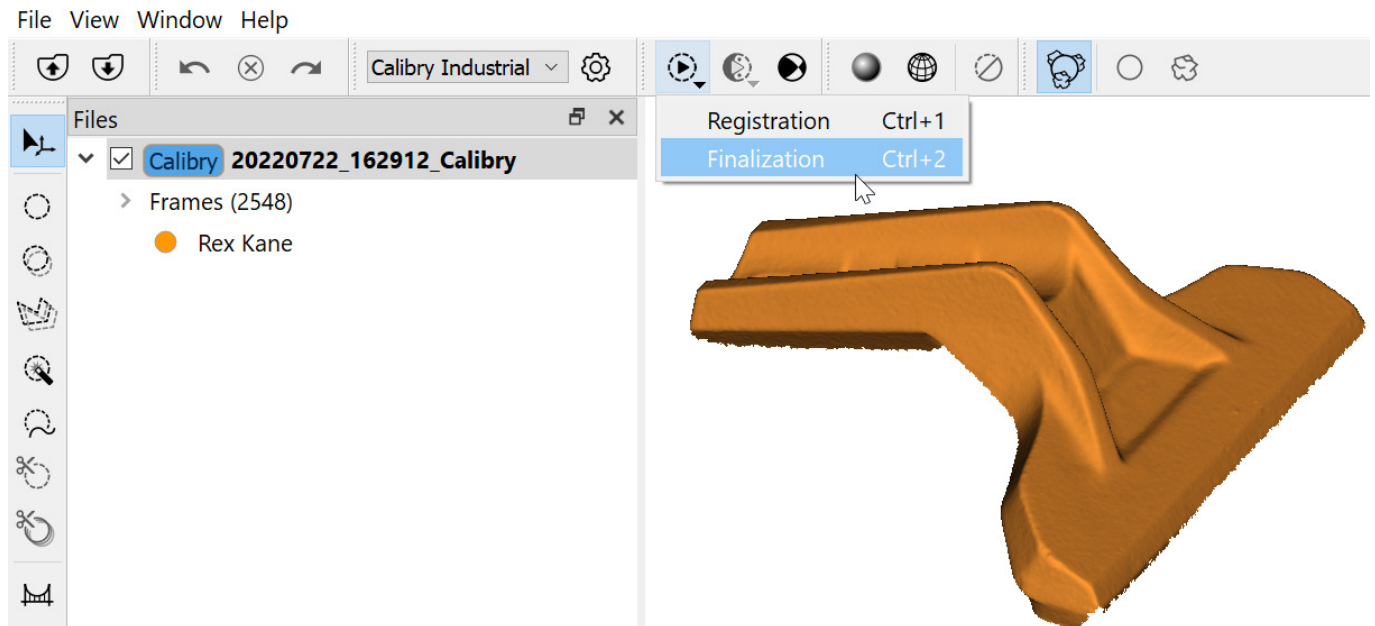 File View Window Help
Calibry Industrial
Registration Ctrl+1
Finalization Ctrl+2
Files
Calibry 20220722_162912_Calibry
Frames (2548)
Rex Kane